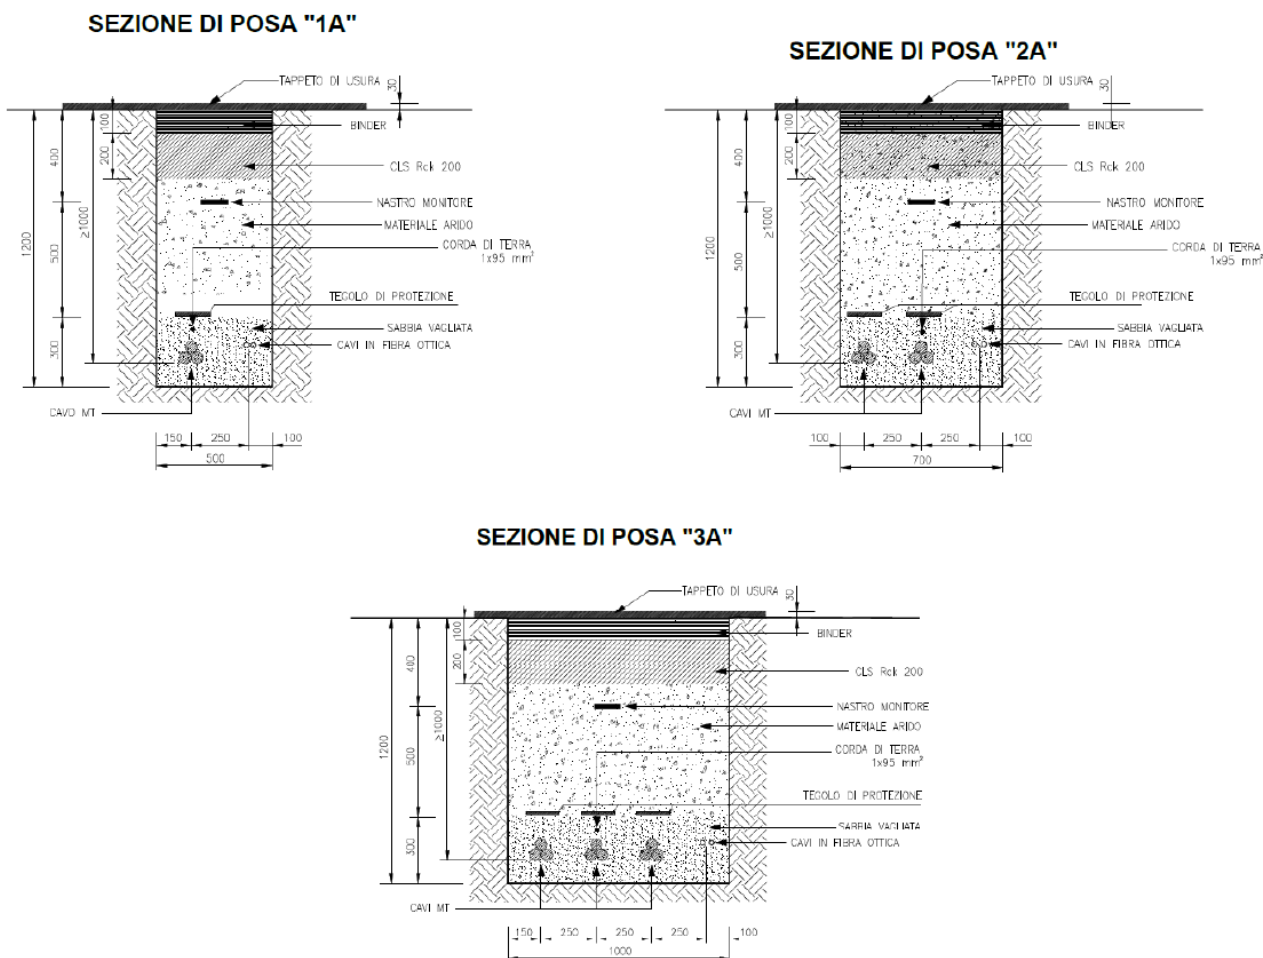 SEZIONE DI POSA "1A"
TAPPETO DI USURA
30
100
BINDER
400
200
CLS Rck 200
NASTRO MONITORE
MATERIALE ARIDO
≥1000
CORDA DI TERRA
1x95 mm²
1200
500
TEGOLO DI PROTEZIONE
SABBIA VAGLIATA
300
CAVI IN FIBRA OTTICA
CAVO MT
150
250
100
500
SEZIONE DI POSA "2A"
TAPPETO DI USURA
30
100
BINDER
400
200
CLS Rck 200
NASTRO MONITORE
MATERIALE ARIDO
≥1000
CORDA DI TERRA
1x95 mm²
1200
500
TEGOLO DI PROTEZIONE
SABBIA VAGLIATA
300
CAVI IN FIBRA OTTICA
CAVI MT
100
250
250
100
700
SEZIONE DI POSA "3A"
TAPPETO DI USURA
30
100
BINDER
400
200
CLS Rck 200
NASTRO MONITORE
MATERIALE ARIDO
≥1000
CORDA DI TERRA
1x95 mm²
1200
500
TEGOLO DI PROTEZIONE
SABBIA VAGLIATA
300
CAVI IN FIBRA OTTICA
CAVI MT
150
250
250
250
100
1000